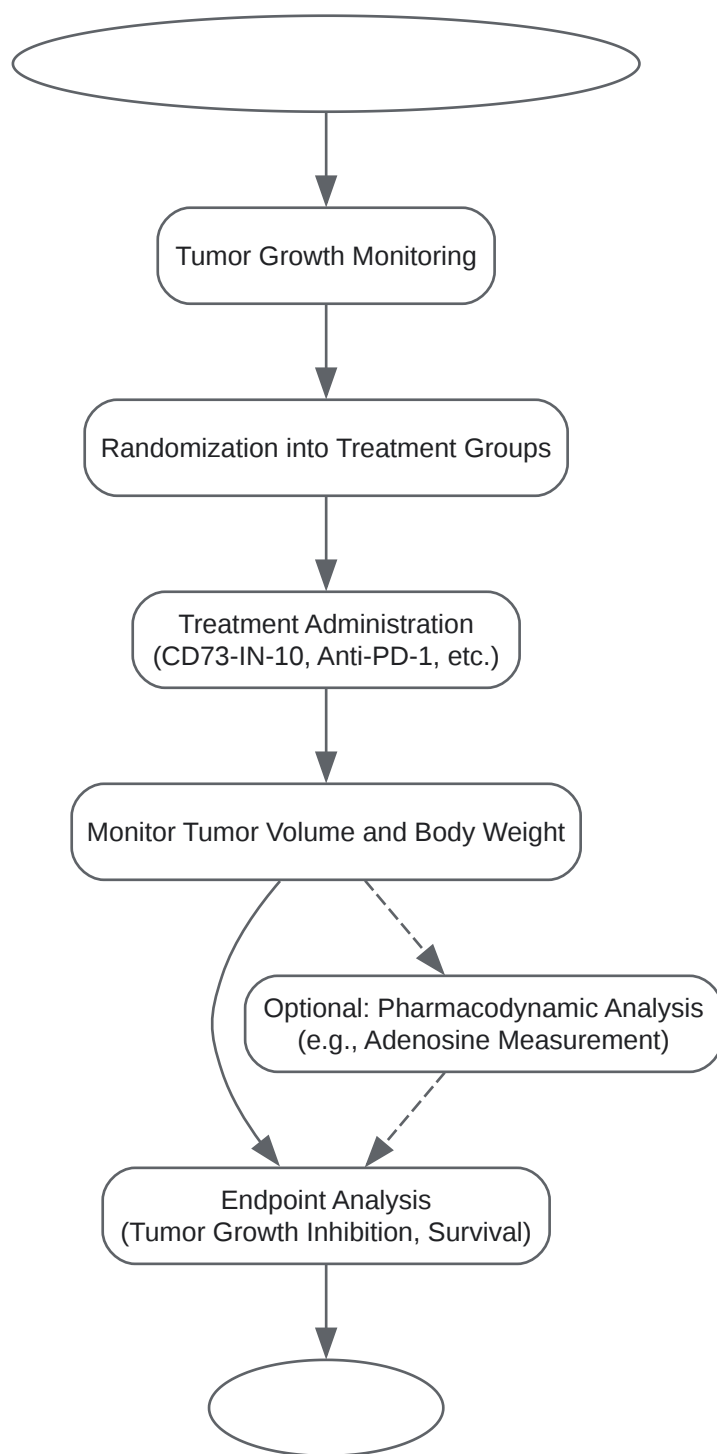 Tumor Growth Monitoring
Randomization into Treatment Groups
Treatment Administration
(CD73-IN-10, Anti-PD-1, etc.)
Monitor Tumor Volume and Body Weight
Optional: Pharmacodynamic Analysis
(e.g., Adenosine Measurement)
Endpoint Analysis
(Tumor Growth Inhibition, Survival)